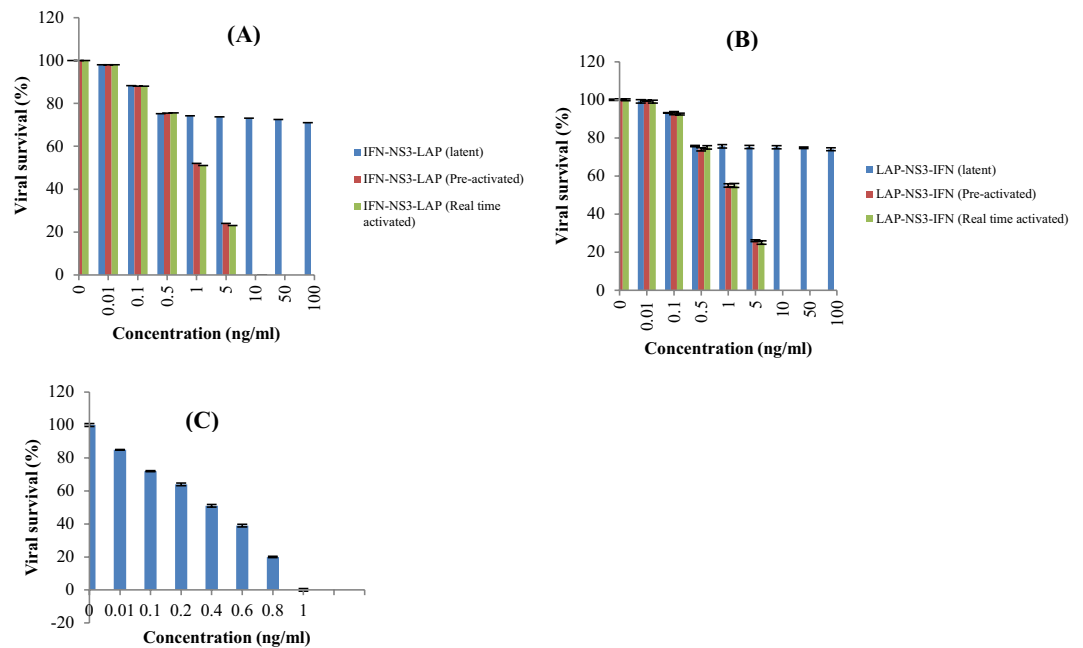 (A)
Viral survival (%)
120
100
80
60
40
20
0
0 0.01 0.1 0.5 1 5 10 50 100
Concentration (ng/ml)
IFN-NS3-LAP (latent)
IFN-NS3-LAP (Pre-activated)
IFN-NS3-LAP (Real time
activated)
(B)
Viral survival (%)
120
100
80
60
40
20
0
0 0.01 0.1 0.5 1 5 10 50 100
Concentration (ng/ml)
LAP-NS3-IFN (latent)
LAP-NS3-IFN (Pre-activated)
LAP-NS3-IFN (Real time activated)
(C)
Viral survival (%)
120
100
80
60
40
20
0
-20
0 0.01 0.1 0.2 0.4 0.6 0.8 1
Concentration (ng/ml)